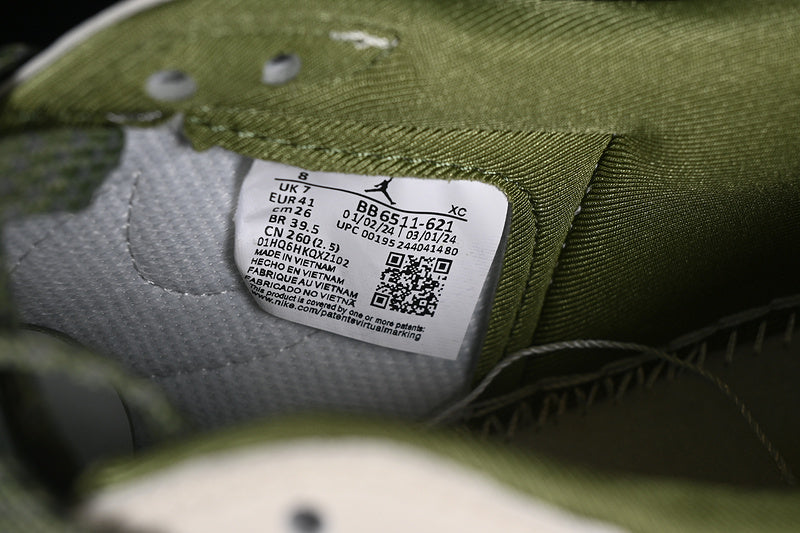 8
UK 7
EUR 41
cm 26
BR 39.5
CN 260(2.5)
01HQ6HKQXZ102
MADE IN VIETNAM
HECHO EN VIETNAM
FABRIQUE AU VIETNAM
FABRICADO NO VIETNÃ
This product is covered by one or more patents:
www.nike.com/patentsvirtualmarking
XC
BB6511-621
01/02/24 | 03/01/24
UPC 00195244041480